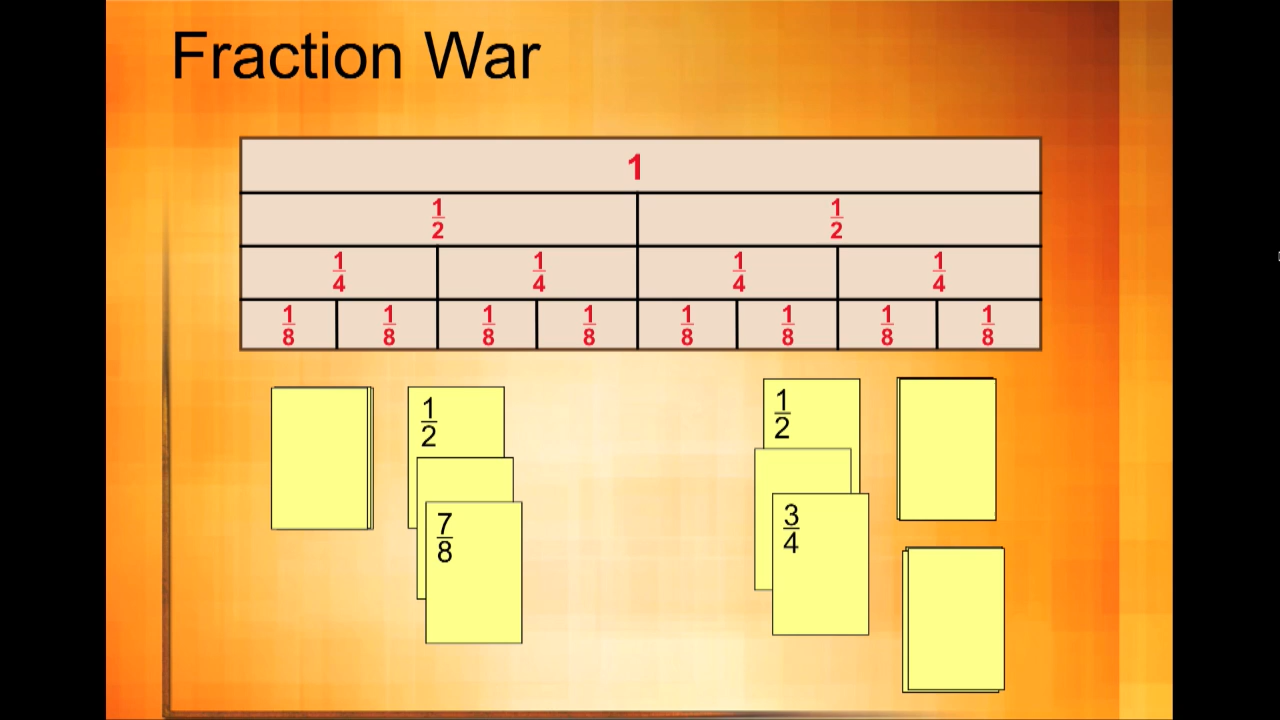 Fraction War
1
1/2 1/2
1/4 1/4 1/4 1/4
1/8 1/8 1/8 1/8 1/8 1/8 1/8 1/8
1/2 1/2
7/8 3/4